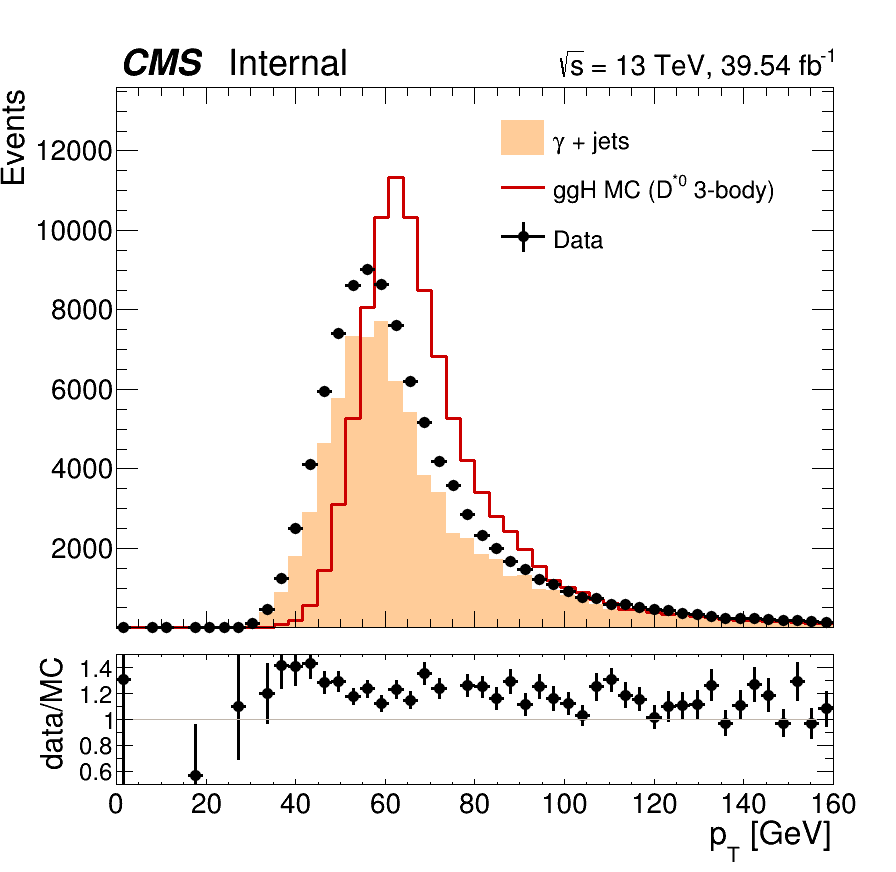 CMS Internal √s = 13 TeV, 39.54 fb⁻¹
Events
12000
10000
8000
6000
4000
2000
γ + jets
ggH MC (D*⁰ 3-body)
Data
data/MC
1.4
1.2
1
0.8
0.6
0 20 40 60 80 100 120 140 160
p_T [GeV]